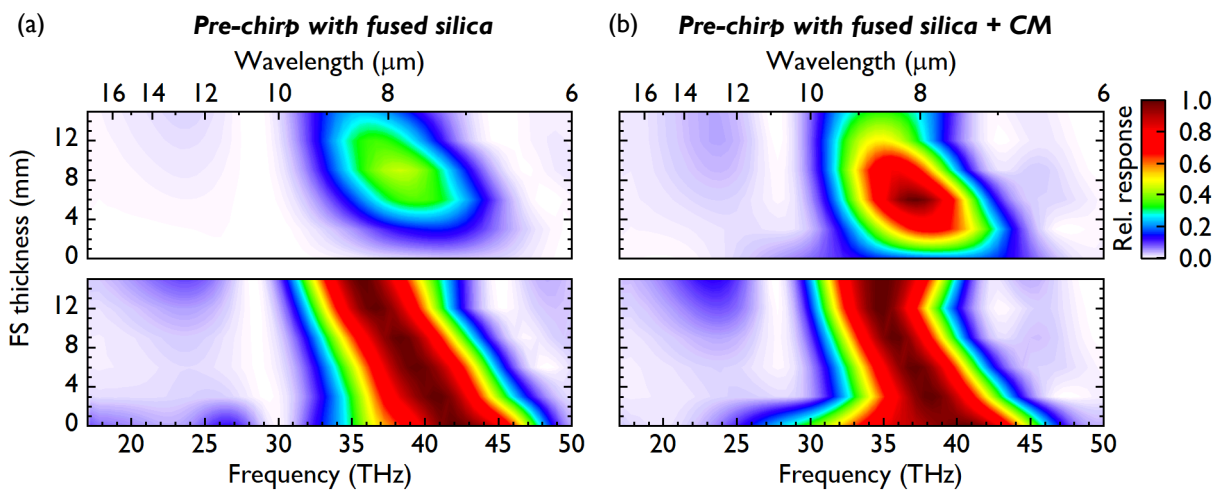 (a) Pre-chirp with fused silica
(b) Pre-chirp with fused silica + CM
Wavelength (μm)
Wavelength (μm)
16 14 12 10 8 6
16 14 12 10 8 6
FS thickness (mm)
12
8
4
0
12
8
4
0
Rel. response
1.0
0.8
0.6
0.4
0.2
0.0
20 25 30 35 40 45 50
20 25 30 35 40 45 50
Frequency (THz)
Frequency (THz)